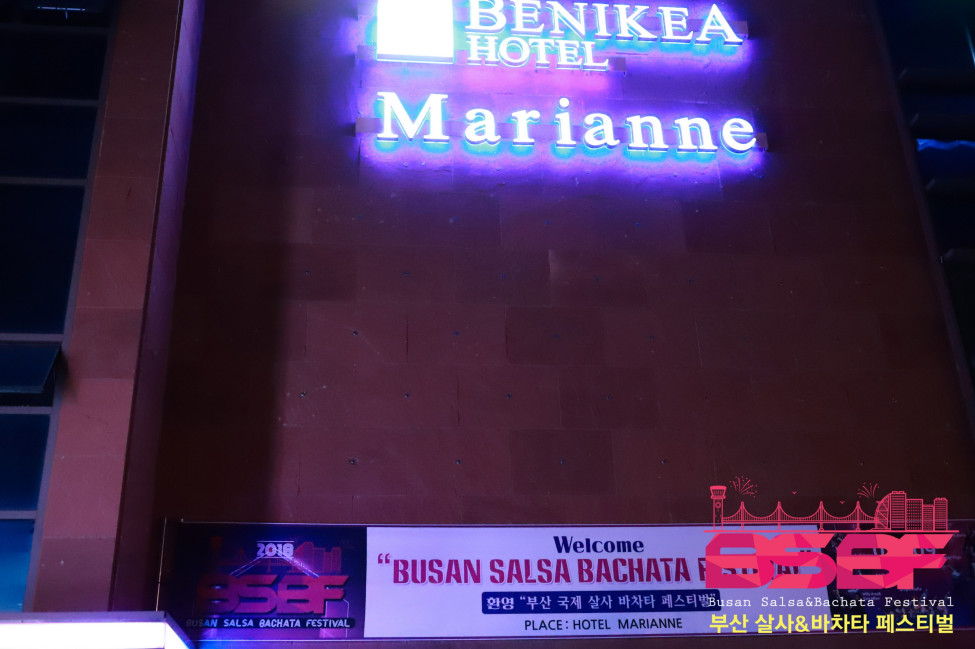 BENIKEA
HOTEL
Marianne
2018
BSBF
BUSAN SALSA BACHATA FESTIVAL
Welcome
"BUSAN SALSA BACHATA
환영 "부산 국제 살사 바차타 페스티벌"
PLACE: HOTEL MARIANNE
BSBF
Busan Salsa&Bachata Festival
부산 살사&바차타 페스티벌